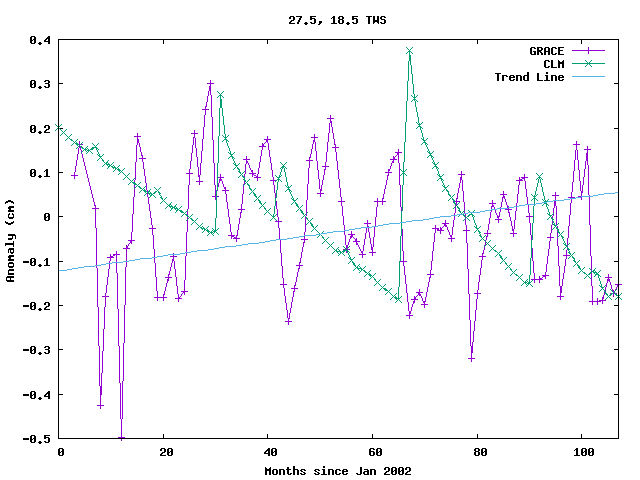 27.5, 18.5 TWS
GRACE
CLM
Trend Line
0.4
0.3
0.2
0.1
0
-0.1
-0.2
-0.3
-0.4
-0.5
Anomaly (cm)
0 20 40 60 80 100
Months since Jan 2002